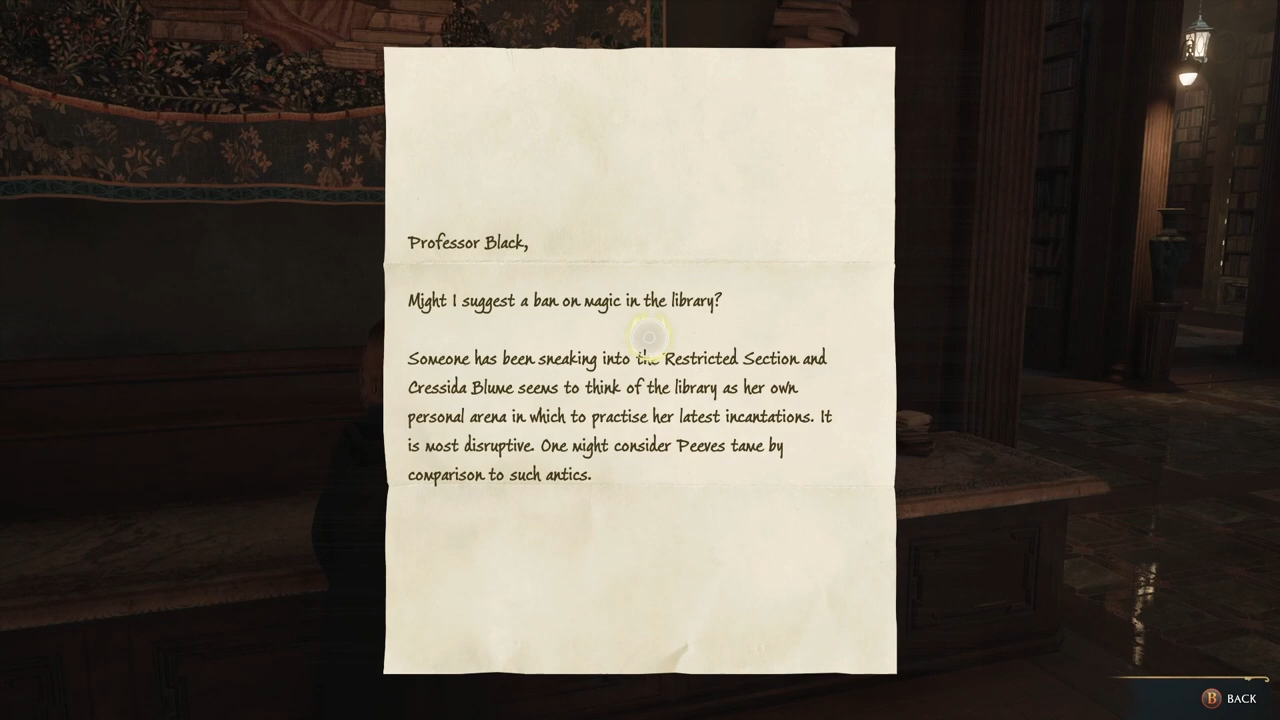 Professor Black,
Might I suggest a ban on magic in the library?
Someone has been sneaking into the Restricted Section and
Cressida Blume seems to think of the library as her own
personal arena in which to practise her latest incantations. It
is most disruptive. One might consider Peeves tame by
comparison to such antics.
B BACK